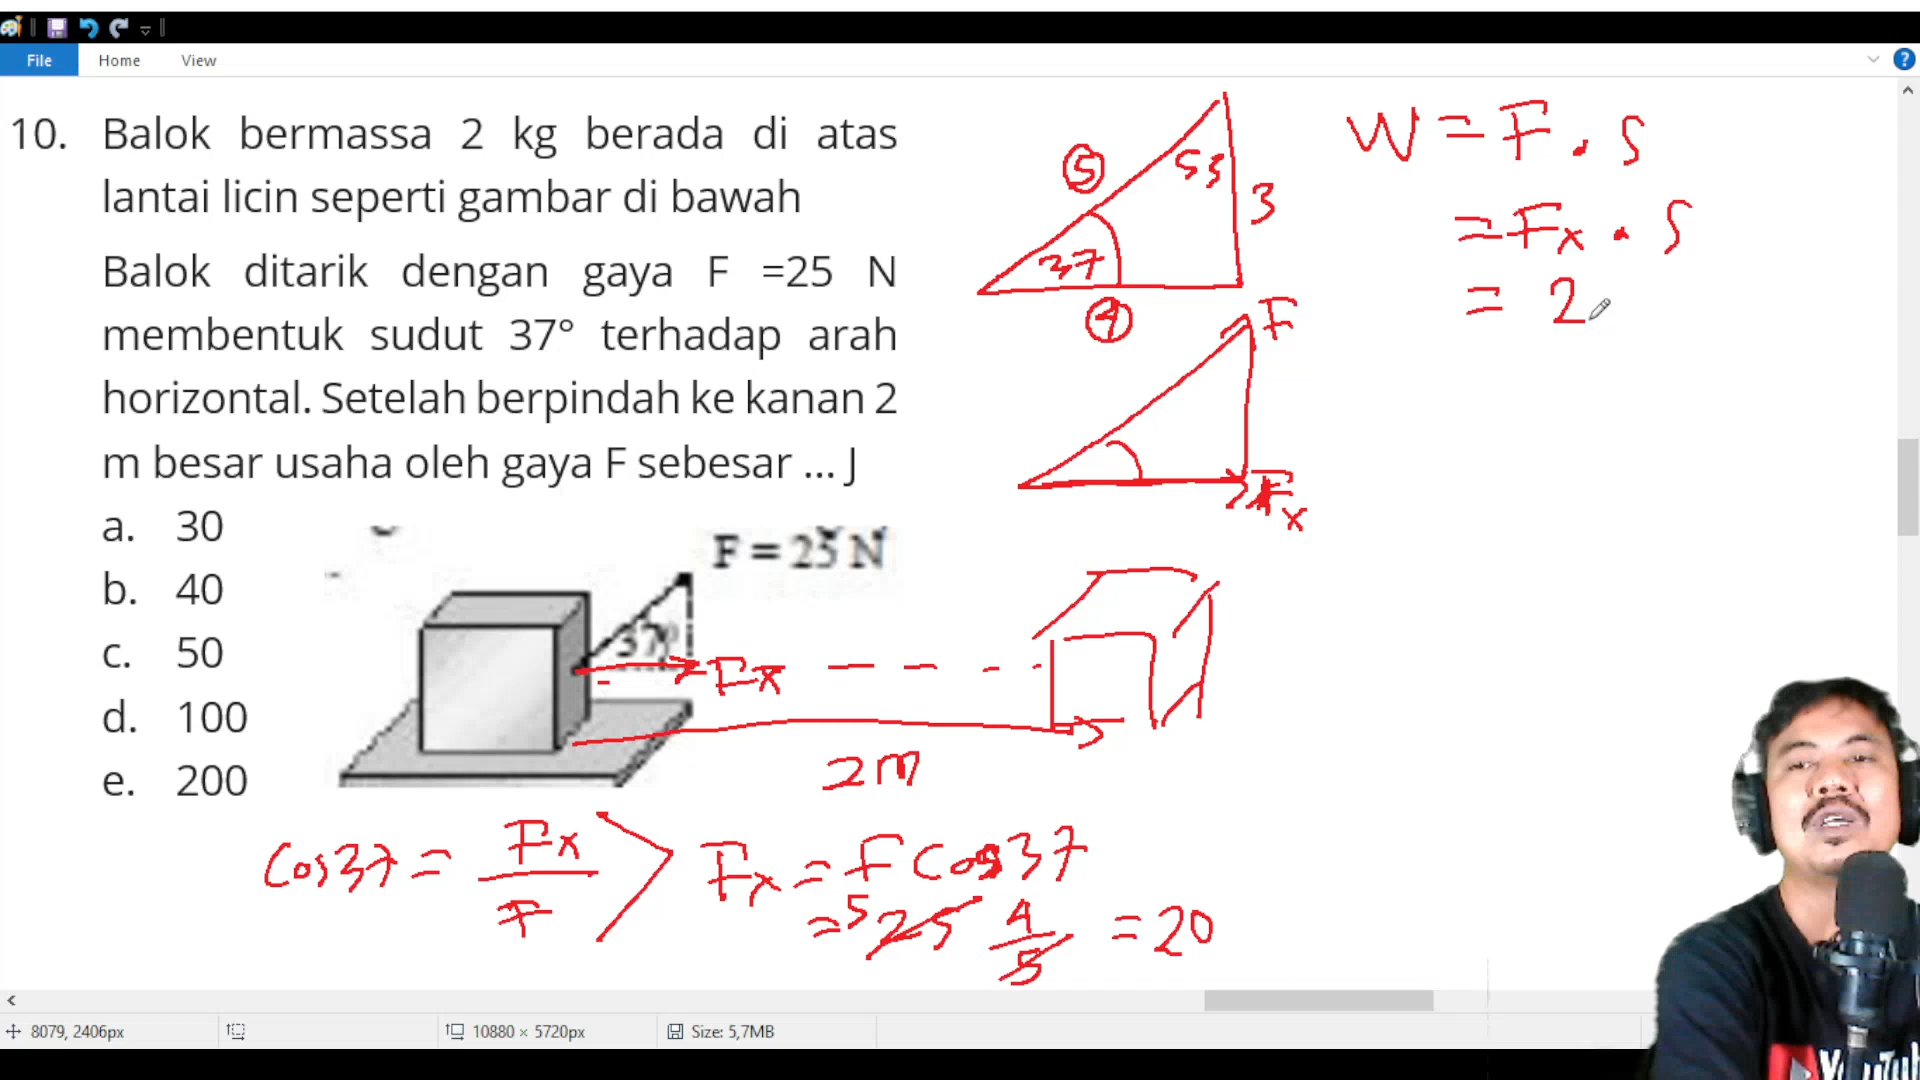 File Home View
10. Balok bermassa 2 kg berada di atas
lantai licin seperti gambar di bawah
Balok ditarik dengan gaya F =25 N
membentuk sudut 37° terhadap arah
horizontal. Setelah berpindah ke kanan 2
m besar usaha oleh gaya F sebesar ... J
a. 30
b. 40
c. 50
d. 100
e. 200
F = 25 N
37°
Fx
2m
5
53
3
37
4
F
Fx
W = F . s
= Fx . s
= 2
Cos37 = Fx
F
Fx = F Cos37
= 5 25 4 = 20
5
8079, 2406px
10880 × 5720px
Size: 5,7MB